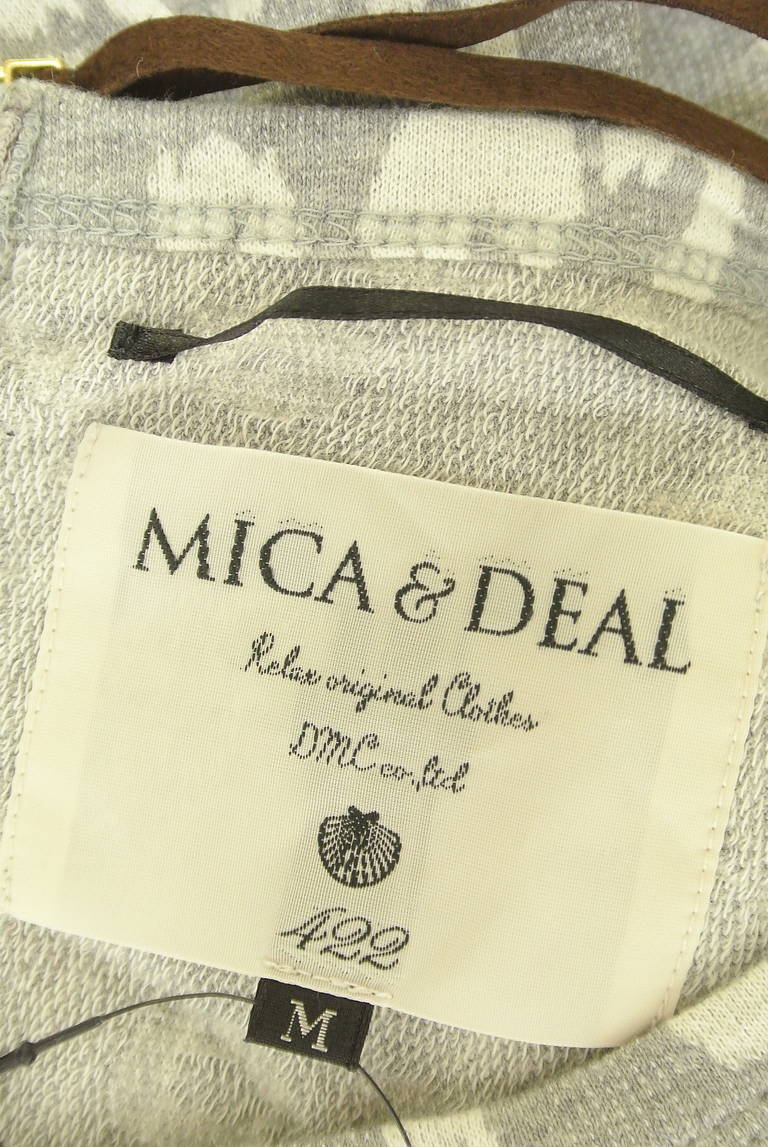 MICA & DEAL
Relax original Clothes
DMC co.,ltd
422
M